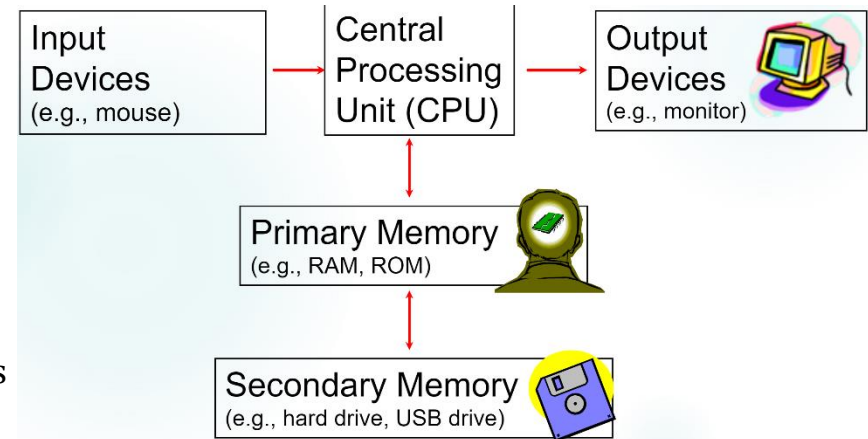 Input
Devices
(e.g., mouse)
Central
Processing
Unit (CPU)
Output
Devices
(e.g., monitor)
Primary Memory
(e.g., RAM, ROM)
s
Secondary Memory
(e.g., hard drive, USB drive)